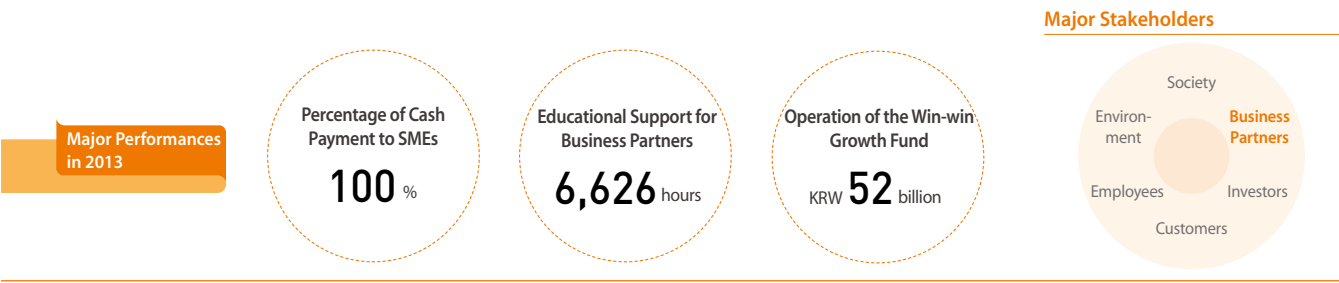 Major Stakeholders
Major Performances
in 2013
Percentage of Cash
Payment to SMEs
100 %
Educational Support for
Business Partners
6,626 hours
Operation of the Win-win
Growth Fund
KRW 52 billion
Society
Environ-
ment
Business
Partners
Employees
Investors
Customers